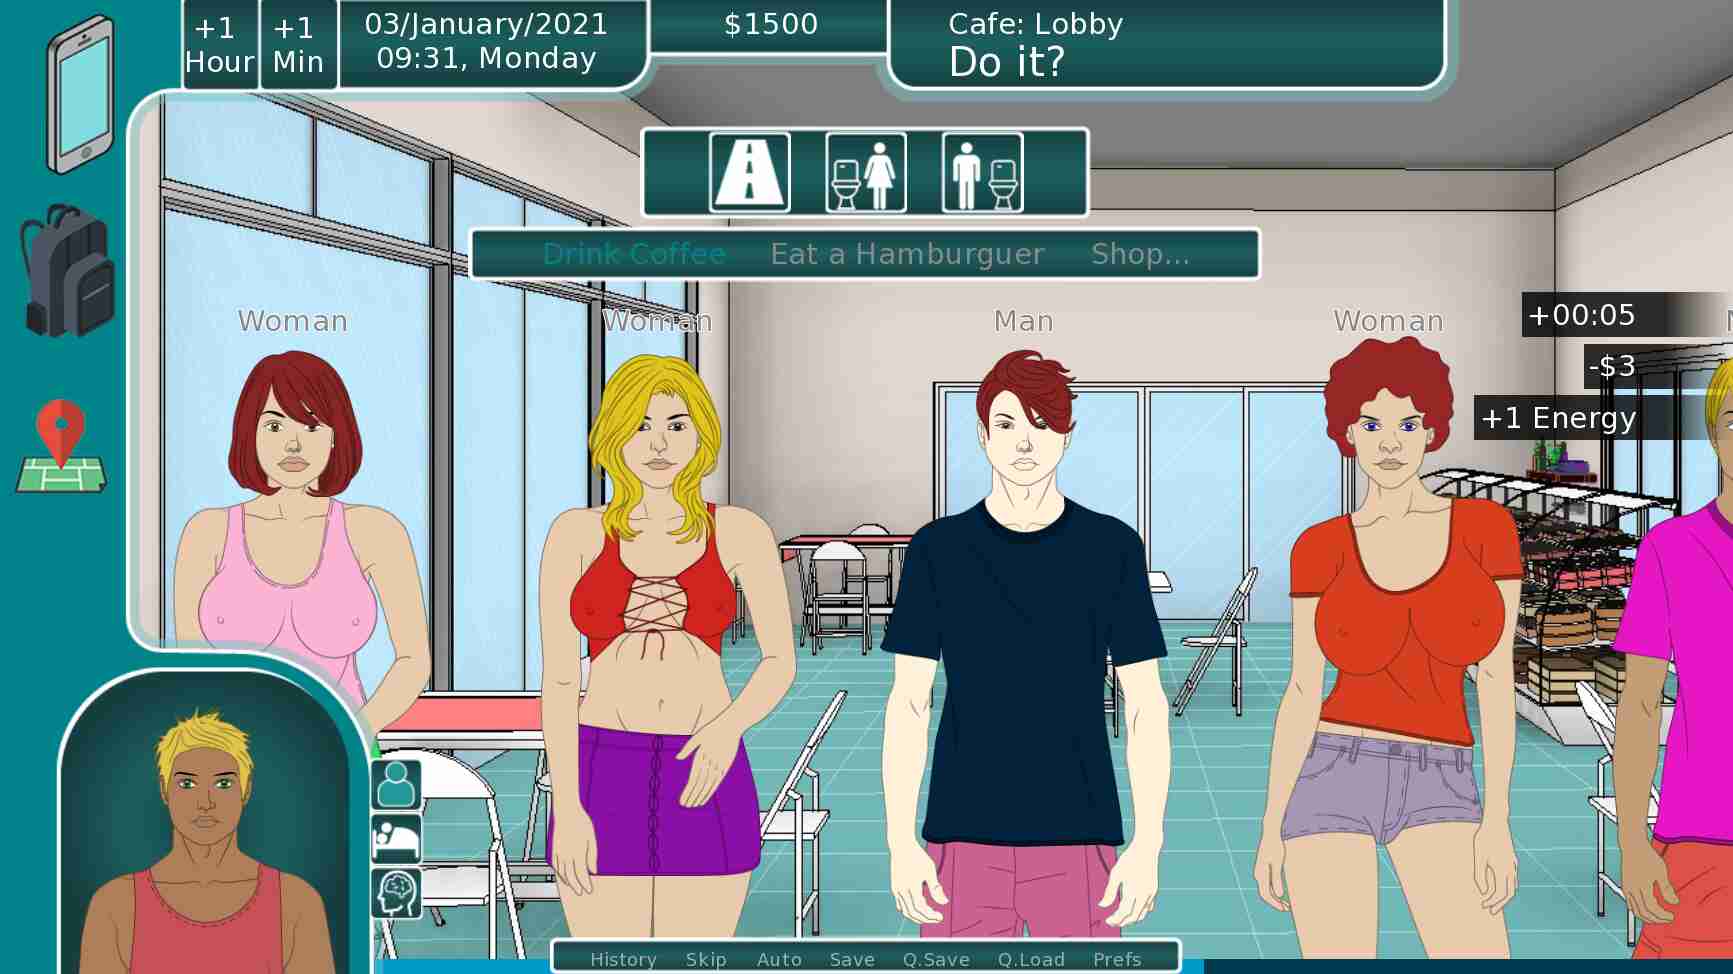 +1
Hour
+1
Min
03/January/2021
09:31, Monday
$1500
Cafe: Lobby
Do it?
Drink Coffee
Eat a Hamburguer
Shop...
Woman
Woman
Man
Woman
+00:05
-$3
+1 Energy
History
Skip
Auto
Save
Q.Save
Q.Load
Prefs